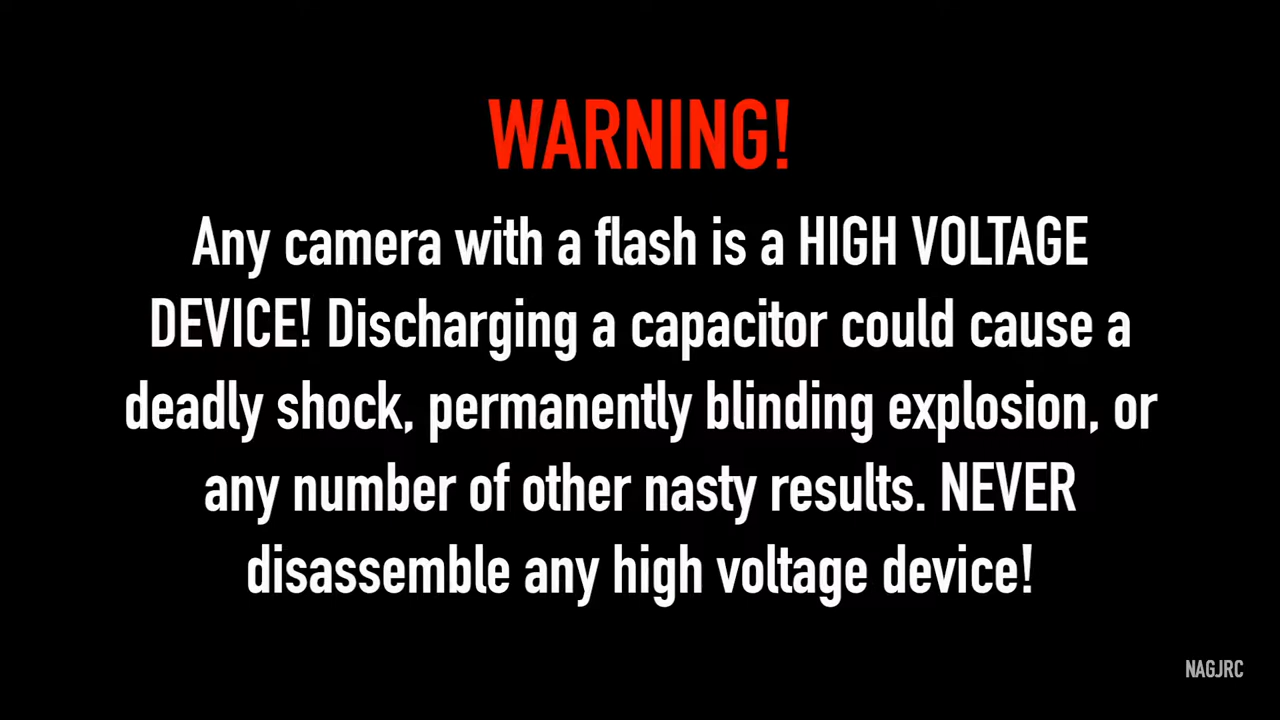 WARNING!
Any camera with a flash is a HIGH VOLTAGE
DEVICE! Discharging a capacitor could cause a
deadly shock, permanently blinding explosion, or
any number of other nasty results. NEVER
disassemble any high voltage device!
NAGJRC